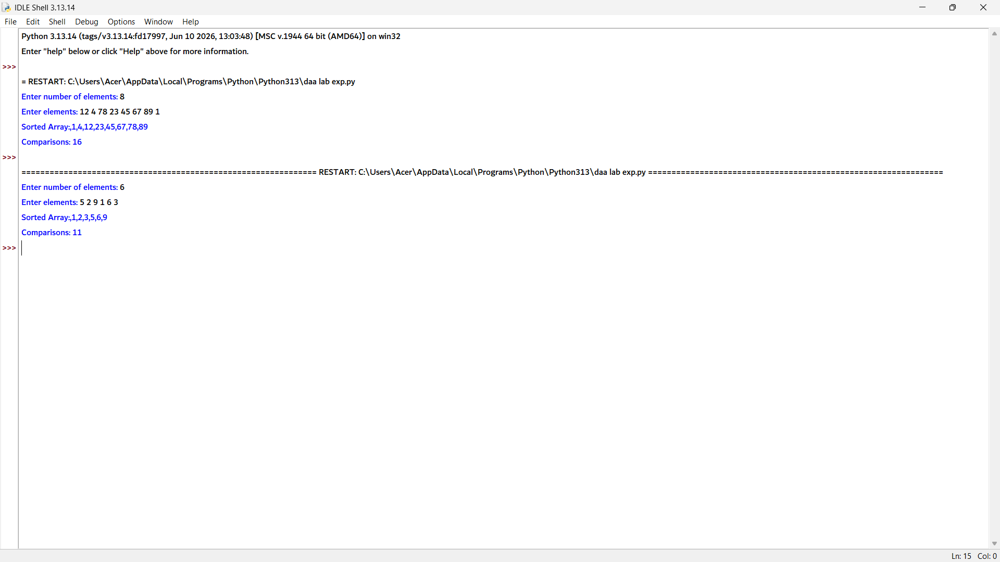 IDLE Shell 3.13.14
File Edit Shell Debug Options Window Help
Python 3.13.14 (tags/v3.13.14:fd17997, Jun 10 2026, 13:03:48) [MSC v.1944 64 bit (AMD64)] on win32
Enter "help" below or click "Help" above for more information.
>>>
= RESTART: C:\Users\Acer\AppData\Local\Programs\Python\Python313\daa lab exp.py
Enter number of elements: 8
Enter elements: 12 4 78 23 45 67 89 1
Sorted Array:,1,4,12,23,45,67,78,89
Comparisons: 16
>>>
=============================================================== RESTART: C:\Users\Acer\AppData\Local\Programs\Python\Python313\daa lab exp.py ===============================================================
Enter number of elements: 6
Enter elements: 5 2 9 1 6 3
Sorted Array:,1,2,3,5,6,9
Comparisons: 11
>>>
Ln: 15 Col: 0